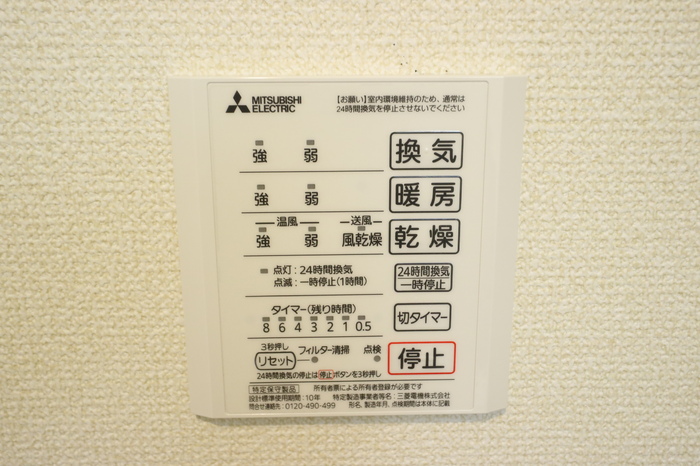 MITSUBISHI
ELECTRIC
【お願い】室内環境維持のため、通常は
24時間換気を停止させないでください
強 弱 換気
強 弱 暖房
温風 送風
強 弱 風乾燥 乾燥
点灯：24時間換気
点滅：一時停止(1時間)
24時間換気
一時停止
タイマー(残り時間)
8 6 4 3 2 1 0.5
切タイマー
3秒押し
リセット フィルター清掃 点検
停止
24時間換気の停止は停止ボタンを3秒押し
特定保守製品 所有者票による所有者登録が必要です
設計標準使用期間：10年 特定製造事業者等名：三菱電機株式会社
問合せ連絡先：0120-490-499 形名、製造年月、点検期間は本体に記載